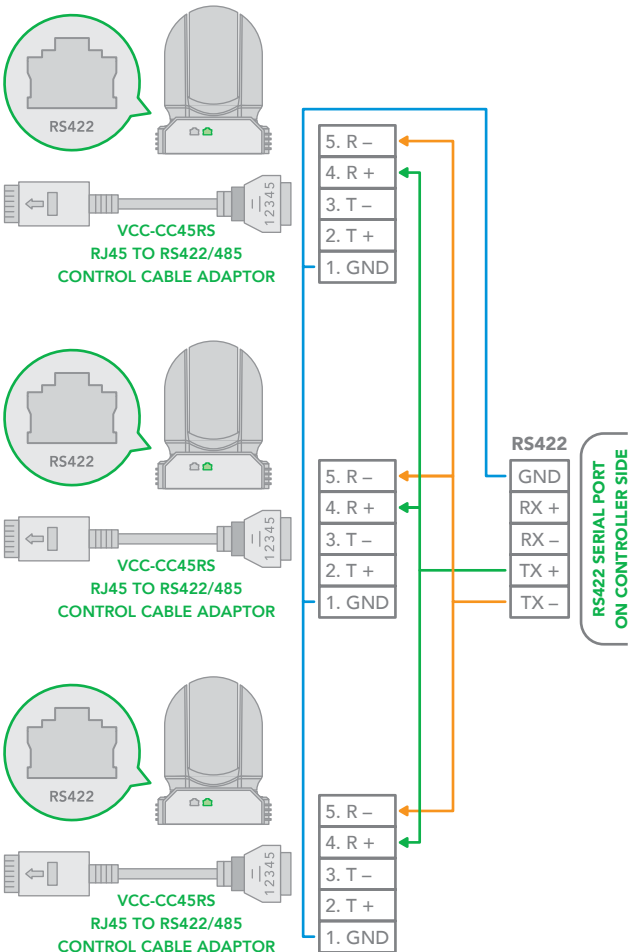 RS422
12345
VCC-CC45RS
RJ45 TO RS422/485
CONTROL CABLE ADAPTOR
5. R –
4. R +
3. T –
2. T +
1. GND
RS422
12345
VCC-CC45RS
RJ45 TO RS422/485
CONTROL CABLE ADAPTOR
5. R –
4. R +
3. T –
2. T +
1. GND
RS422
GND
RX +
RX –
TX +
TX –
RS422 SERIAL PORT
ON CONTROLLER SIDE
RS422
12345
VCC-CC45RS
RJ45 TO RS422/485
CONTROL CABLE ADAPTOR
5. R –
4. R +
3. T –
2. T +
1. GND